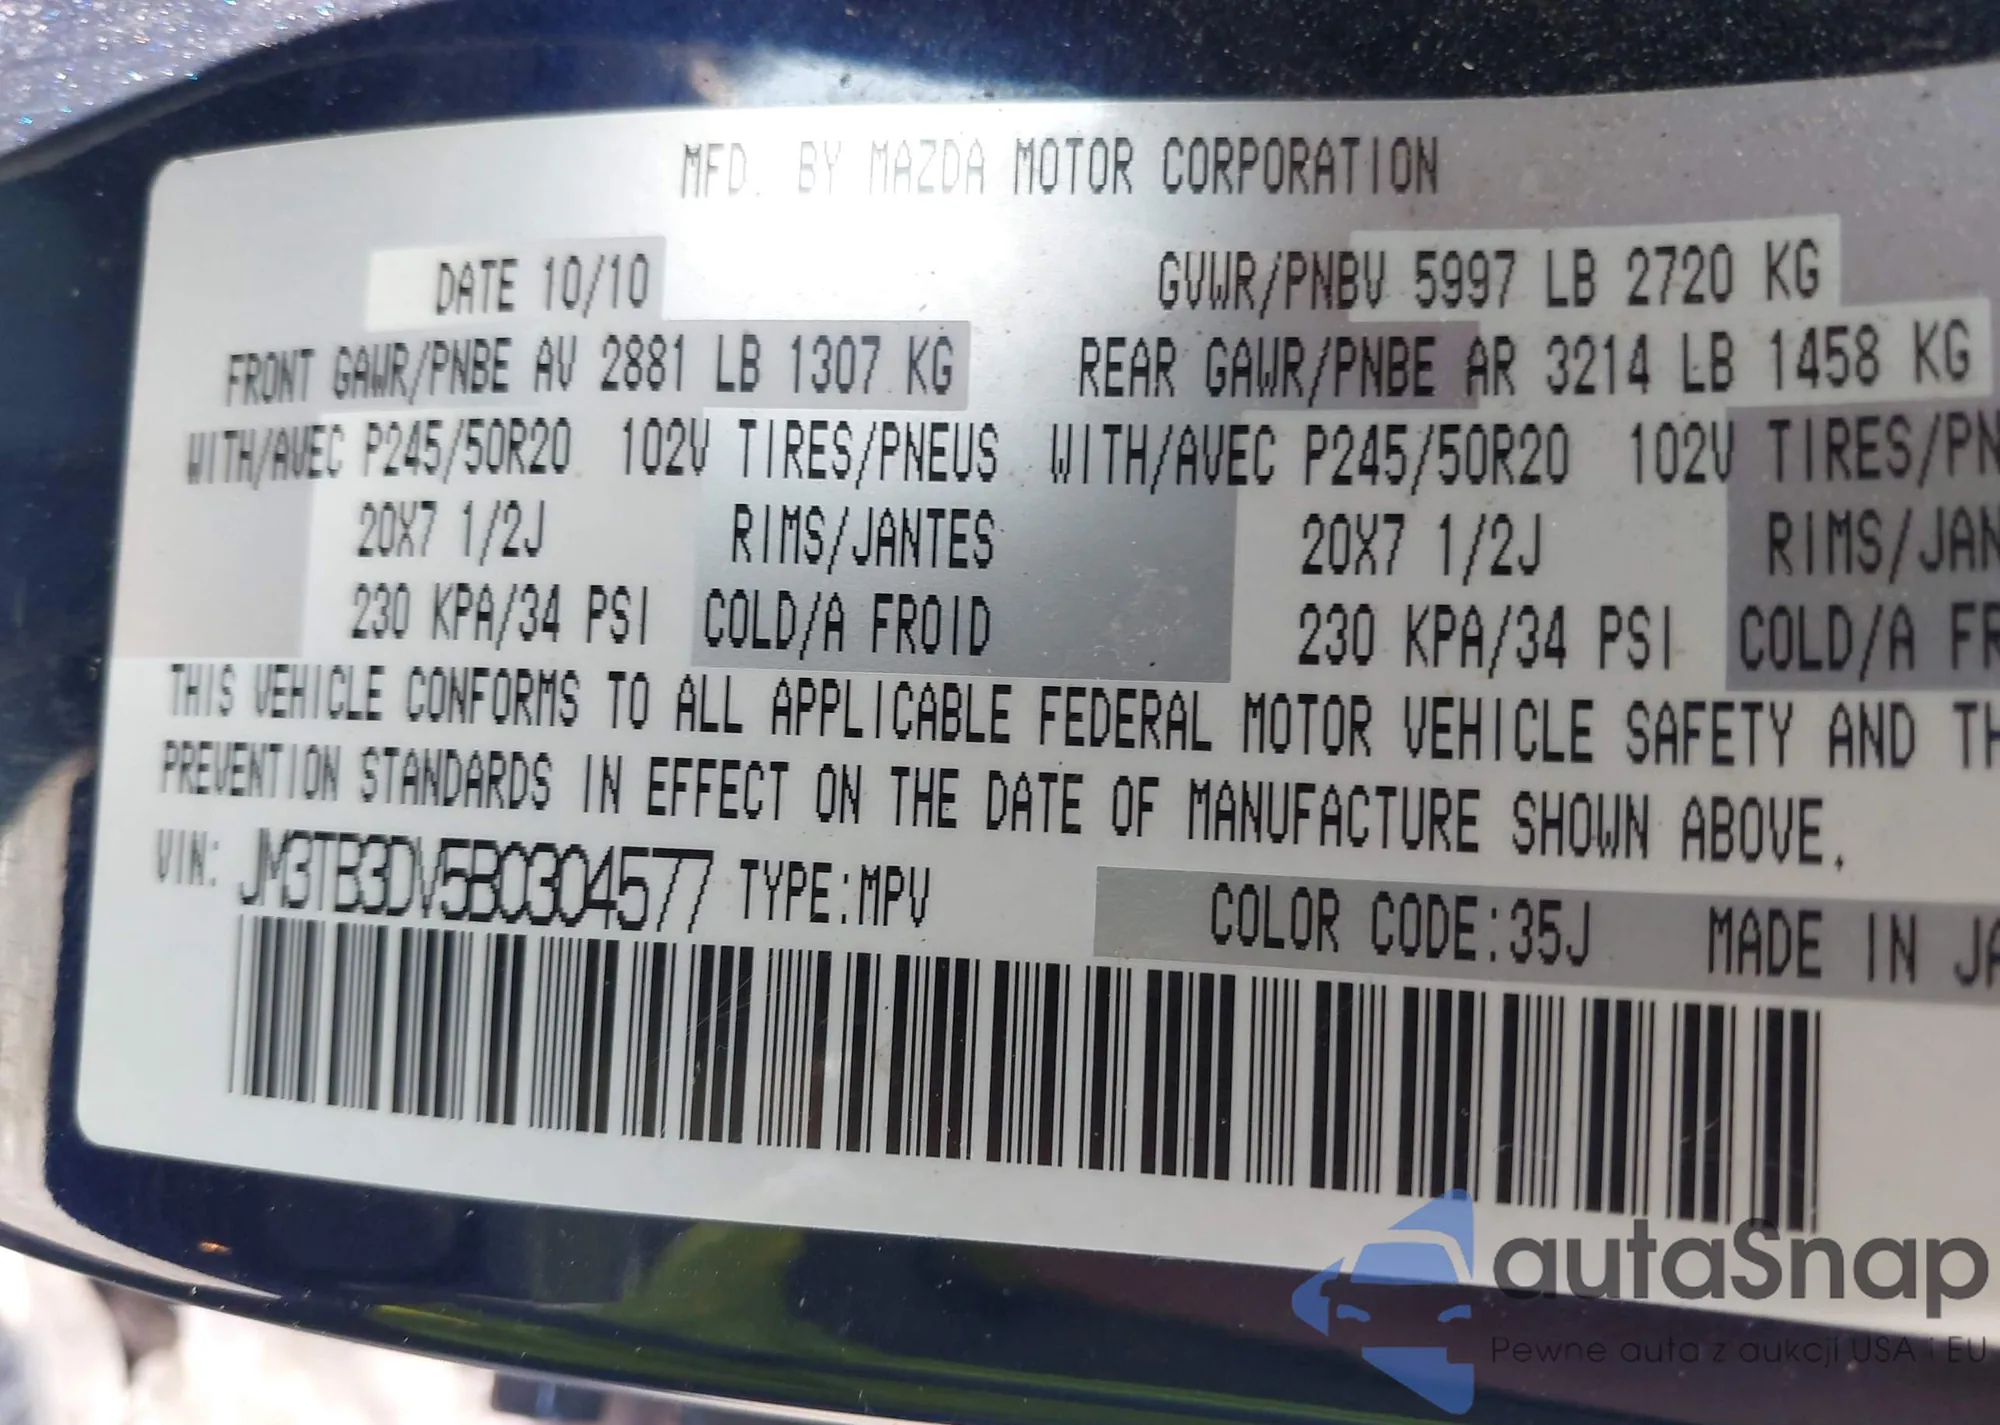 MFD. BY MAZDA MOTOR CORPORATION
DATE 10/10 GVWR/PNBV 5997 LB 2720 KG
FRONT GAWR/PNBE AV 2881 LB 1307 KG REAR GAWR/PNBE AR 3214 LB 1458 KG
WITH/AVEC P245/50R20 102V TIRES/PNEUS WITH/AVEC P245/50R20 102V TIRES/PN
20X7 1/2J RIMS/JANTES 20X7 1/2J RIMS/JAN
230 KPA/34 PSI COLD/A FROID 230 KPA/34 PSI COLD/A FR
THIS VEHICLE CONFORMS TO ALL APPLICABLE FEDERAL MOTOR VEHICLE SAFETY AND TH
PREVENTION STANDARDS IN EFFECT ON THE DATE OF MANUFACTURE SHOWN ABOVE.
VIN: JM3TB3DV5B0304577 TYPE:MPV COLOR CODE:35J MADE IN JA
autaSnap
Pewne auta z aukcji USA i EU